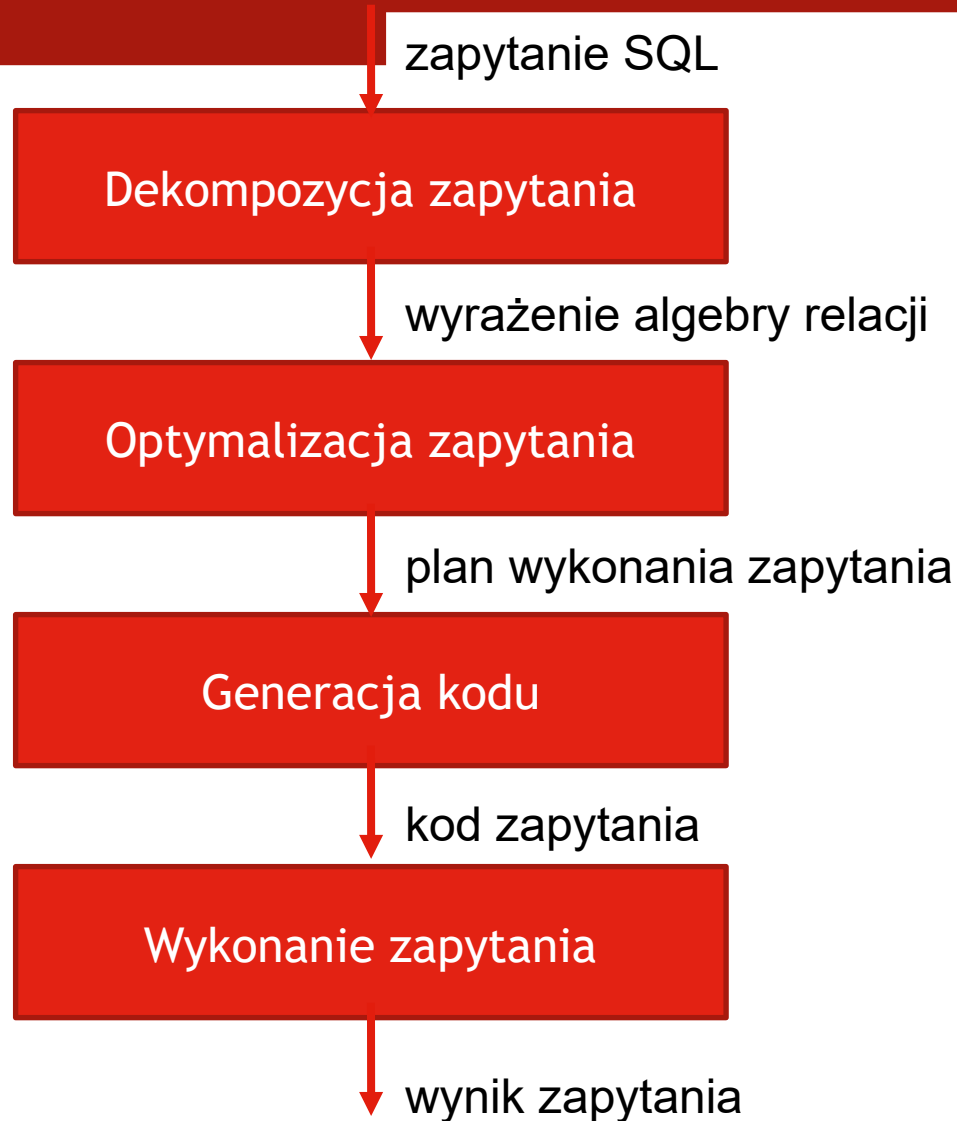 zapytanie SQL
Dekompozycja zapytania
wyrażenie algebry relacji
Optymalizacja zapytania
plan wykonania zapytania
Generacja kodu
kod zapytania
Wykonanie zapytania
wynik zapytania